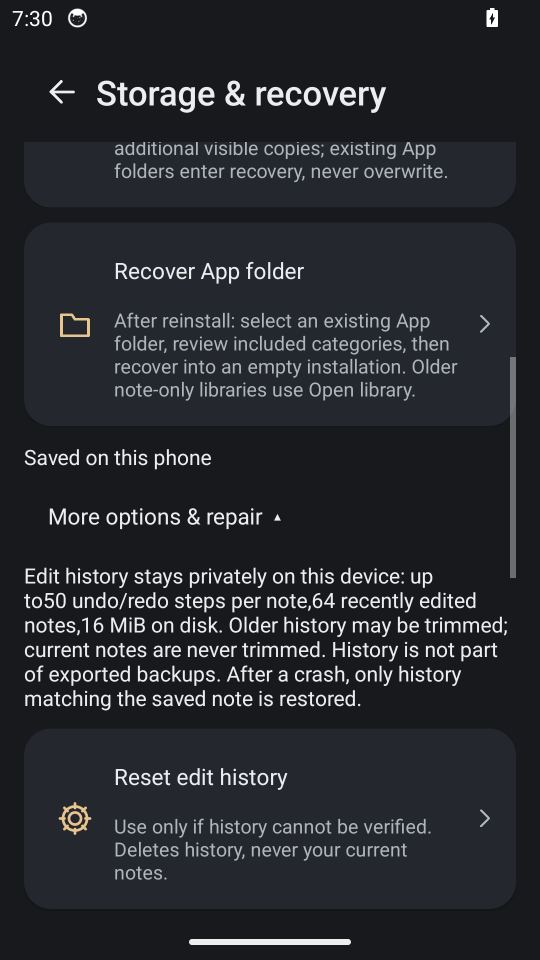 7:30
Storage & recovery
additional visible copies; existing App
folders enter recovery, never overwrite.
Recover App folder
After reinstall: select an existing App
folder, review included categories, then
recover into an empty installation. Older
note-only libraries use Open library.
Saved on this phone
More options & repair ▴
Edit history stays privately on this device: up
to50 undo/redo steps per note,64 recently edited
notes,16 MiB on disk. Older history may be trimmed;
current notes are never trimmed. History is not part
of exported backups. After a crash, only history
matching the saved note is restored.
Reset edit history
Use only if history cannot be verified.
Deletes history, never your current
notes.